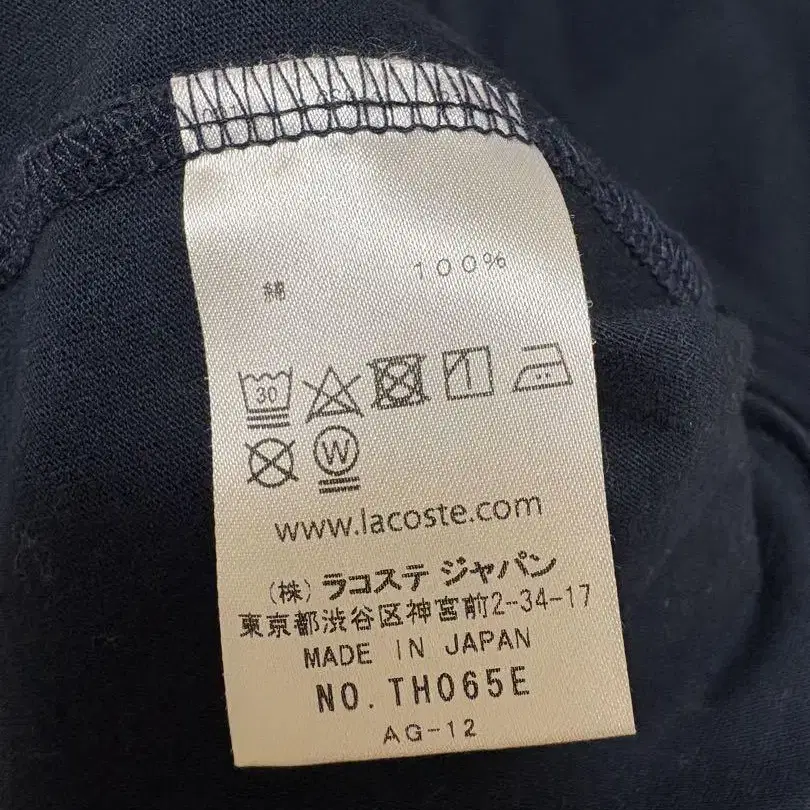 綿 100%
30
W
www.lacoste.com
(株) ラコステ ジャパン
東京都渋谷区神宮前2-34-17
MADE IN JAPAN
NO. TH065E
AG-12